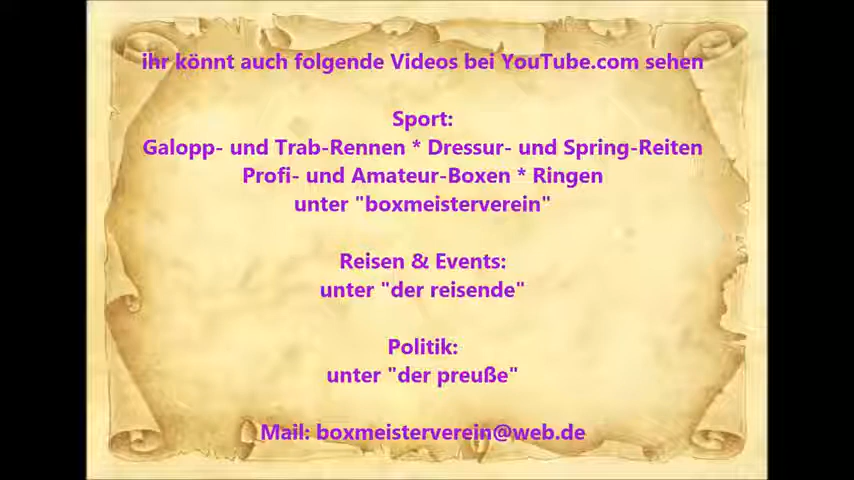 ihr könnt auch folgende Videos bei YouTube.com sehen
Sport:
Galopp- und Trab-Rennen * Dressur- und Spring-Reiten
Profi- und Amateur-Boxen * Ringen
unter "boxmeisterverein"
Reisen & Events:
unter "der reisende"
Politik:
unter "der preuße"
Mail: boxmeisterverein@web.de